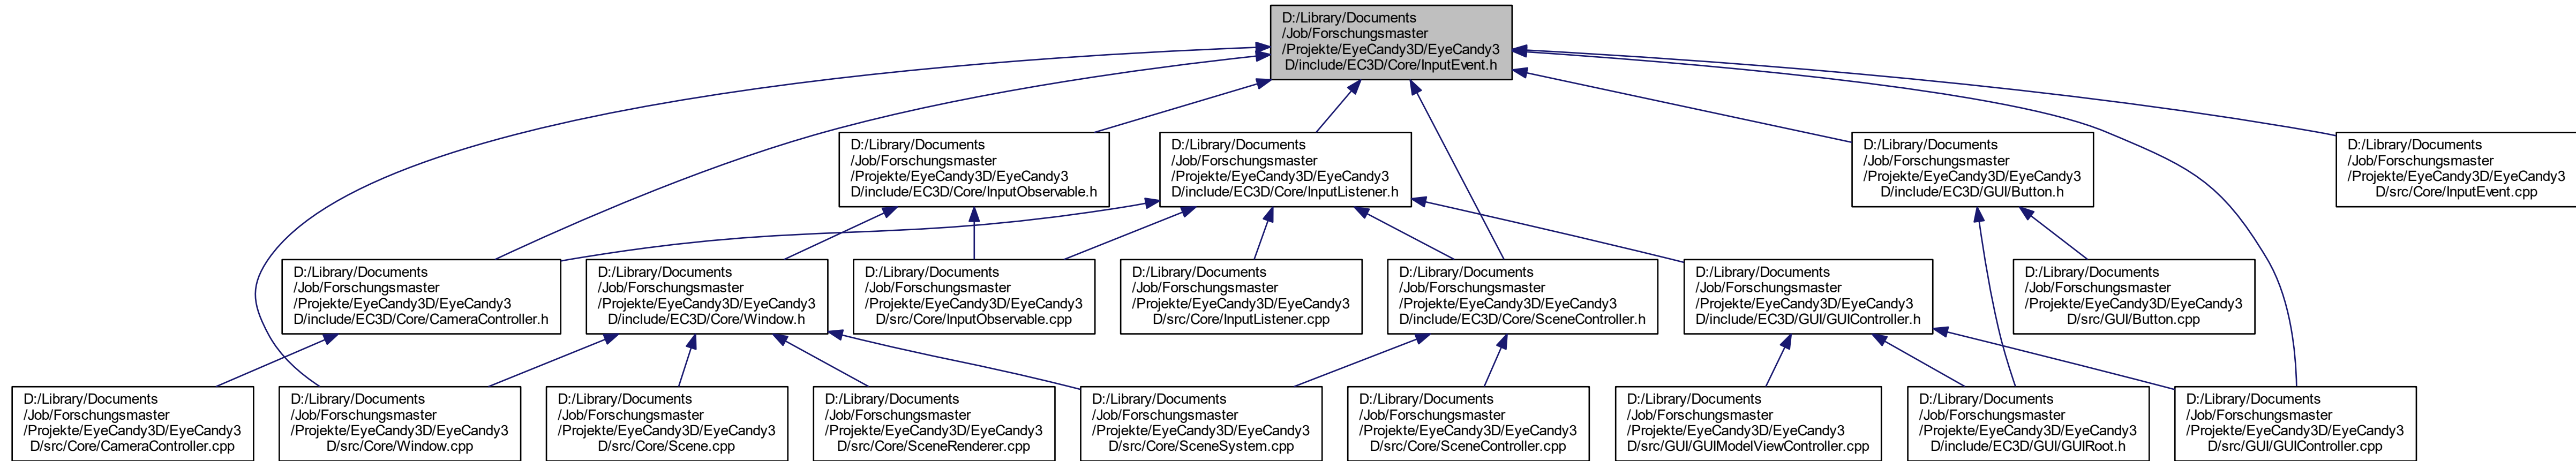 D:/Library/Documents
/Job/Forschungsmaster
/Projekte/EyeCandy3D/EyeCandy3
D/include/EC3D/Core/InputEvent.h
D:/Library/Documents
/Job/Forschungsmaster
/Projekte/EyeCandy3D/EyeCandy3
D/include/EC3D/Core/InputObservable.h
D:/Library/Documents
/Job/Forschungsmaster
/Projekte/EyeCandy3D/EyeCandy3
D/include/EC3D/Core/InputListener.h
D:/Library/Documents
/Job/Forschungsmaster
/Projekte/EyeCandy3D/EyeCandy3
D/include/EC3D/GUI/Button.h
D:/Library/Documents
/Job/Forschungsmaster
/Projekte/EyeCandy3D/EyeCandy3
D/src/Core/InputEvent.cpp
D:/Library/Documents
/Job/Forschungsmaster
/Projekte/EyeCandy3D/EyeCandy3
D/include/EC3D/Core/CameraController.h
D:/Library/Documents
/Job/Forschungsmaster
/Projekte/EyeCandy3D/EyeCandy3
D/include/EC3D/Core/Window.h
D:/Library/Documents
/Job/Forschungsmaster
/Projekte/EyeCandy3D/EyeCandy3
D/src/Core/InputObservable.cpp
D:/Library/Documents
/Job/Forschungsmaster
/Projekte/EyeCandy3D/EyeCandy3
D/src/Core/InputListener.cpp
D:/Library/Documents
/Job/Forschungsmaster
/Projekte/EyeCandy3D/EyeCandy3
D/include/EC3D/Core/SceneController.h
D:/Library/Documents
/Job/Forschungsmaster
/Projekte/EyeCandy3D/EyeCandy3
D/include/EC3D/GUI/GUIController.h
D:/Library/Documents
/Job/Forschungsmaster
/Projekte/EyeCandy3D/EyeCandy3
D/src/GUI/Button.cpp
D:/Library/Documents
/Job/Forschungsmaster
/Projekte/EyeCandy3D/EyeCandy3
D/src/Core/CameraController.cpp
D:/Library/Documents
/Job/Forschungsmaster
/Projekte/EyeCandy3D/EyeCandy3
D/src/Core/Window.cpp
D:/Library/Documents
/Job/Forschungsmaster
/Projekte/EyeCandy3D/EyeCandy3
D/src/Core/Scene.cpp
D:/Library/Documents
/Job/Forschungsmaster
/Projekte/EyeCandy3D/EyeCandy3
D/src/Core/SceneRenderer.cpp
D:/Library/Documents
/Job/Forschungsmaster
/Projekte/EyeCandy3D/EyeCandy3
D/src/Core/SceneSystem.cpp
D:/Library/Documents
/Job/Forschungsmaster
/Projekte/EyeCandy3D/EyeCandy3
D/src/Core/SceneController.cpp
D:/Library/Documents
/Job/Forschungsmaster
/Projekte/EyeCandy3D/EyeCandy3
D/src/GUI/GUIModelViewController.cpp
D:/Library/Documents
/Job/Forschungsmaster
/Projekte/EyeCandy3D/EyeCandy3
D/include/EC3D/GUI/GUIRoot.h
D:/Library/Documents
/Job/Forschungsmaster
/Projekte/EyeCandy3D/EyeCandy3
D/src/GUI/GUIController.cpp